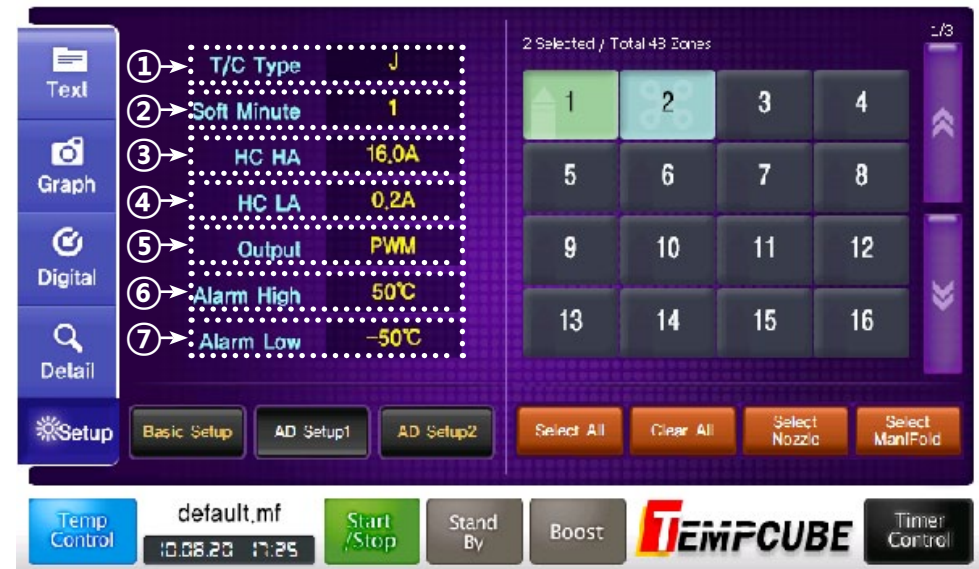 Text
Graph
Digital
Detail
Setup
① T/C Type J
② Soft Minute 1
③ HC HA 16.0A
④ HC LA 0.2A
⑤ Output PWM
⑥ Alarm High 50℃
⑦ Alarm Low -50℃
Basic Setup
AD Setup1
AD Setup2
2 Selected / Total 48 Zones
1/3
1 2 3 4
5 6 7 8
9 10 11 12
13 14 15 16
Select All
Clear All
Select
Nozzle
Select
ManiFold
Temp
Control
default.mf
10.08.20 17:25
Start
/Stop
Stand
By
Boost
TEMPCUBE
Timer
Control